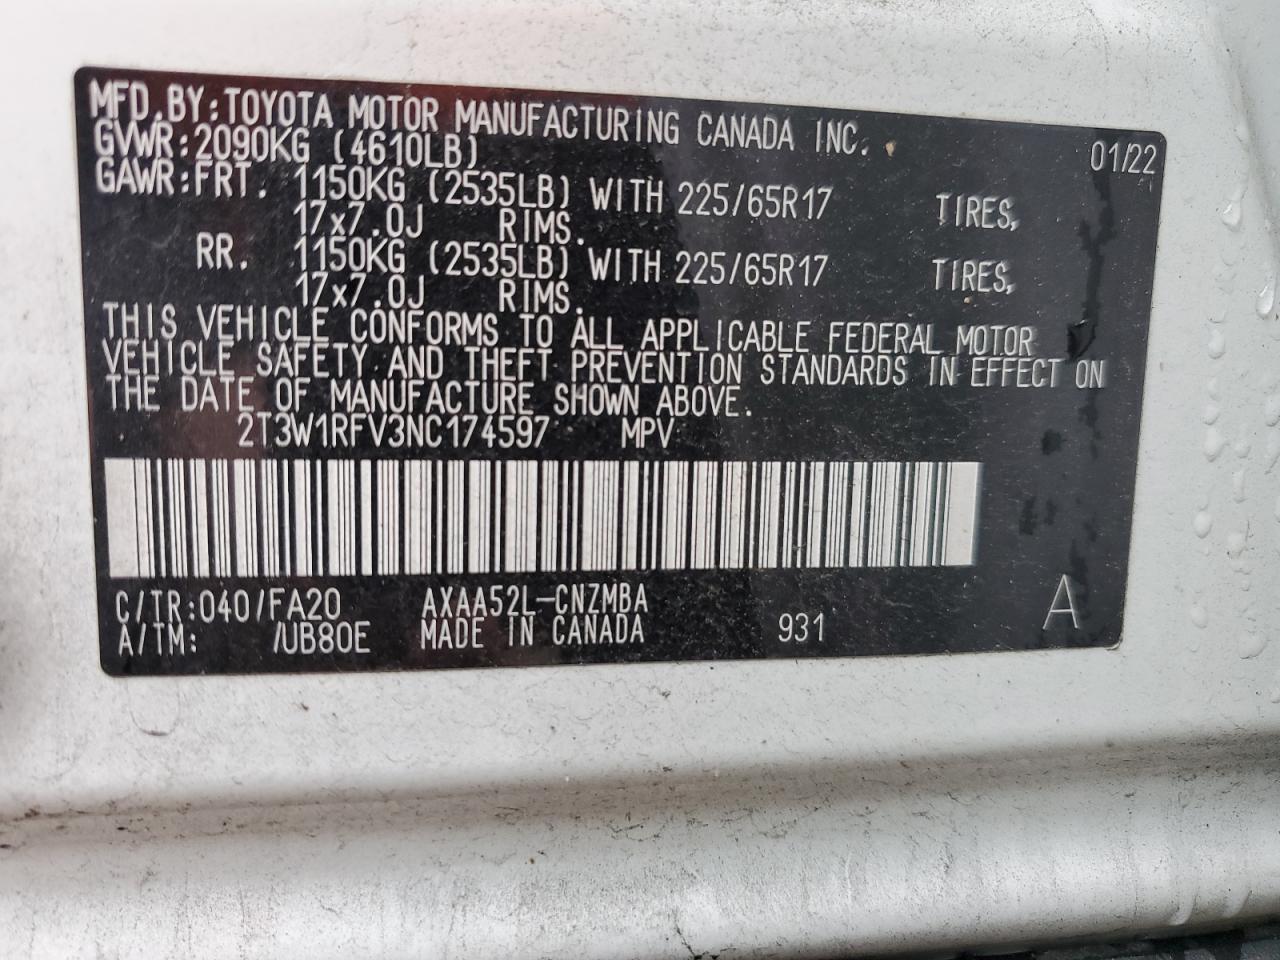 MFD.BY:TOYOTA MOTOR MANUFACTURING CANADA INC. 01/22
GVWR:2090KG (4610LB)
GAWR:FRT. 1150KG (2535LB) WITH 225/65R17 TIRES,
17x7.0J RIMS.
RR. 1150KG (2535LB) WITH 225/65R17 TIRES,
17x7.0J RIMS.
THIS VEHICLE CONFORMS TO ALL APPLICABLE FEDERAL MOTOR
VEHICLE SAFETY AND THEFT PREVENTION STANDARDS IN EFFECT ON
THE DATE OF MANUFACTURE SHOWN ABOVE.
2T3W1RFV3NC174597 MPV
C/TR:040/FA20 AXAA52L-CNZMBA
A/TM: /UB80E MADE IN CANADA 931 A